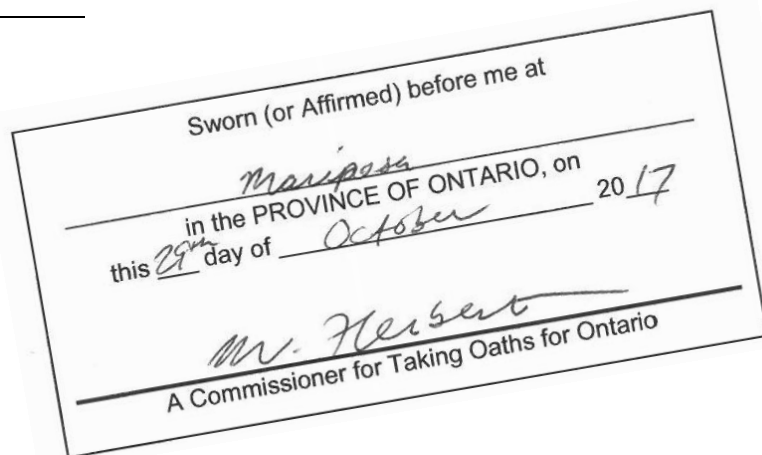 Sworn (or Affirmed) before me at
Mariposa
in the PROVINCE OF ONTARIO, on
this 29th day of October 2017
M. Herbert
A Commissioner for Taking Oaths for Ontario